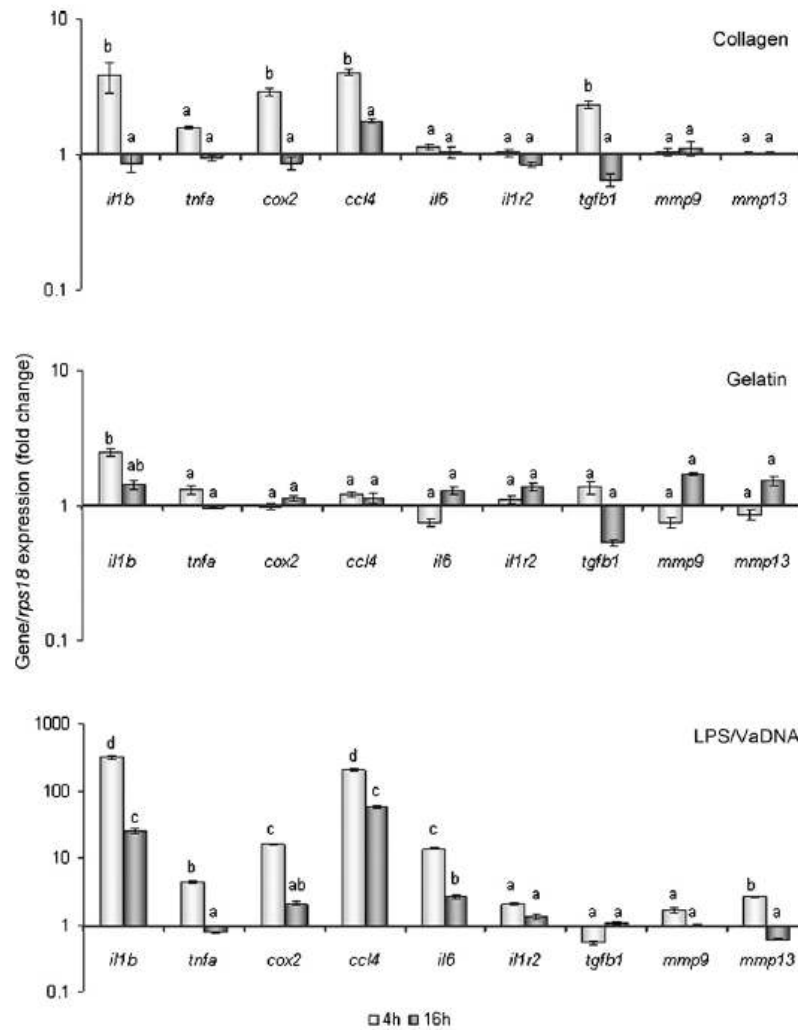 Gene/rps18 expression (fold change)
Collagen
10
1
0.1
b a a a b a b a a a a a b a a a a a
il1b tnfa cox2 ccl4 il6 il1r2 tgfb1 mmp9 mmp13
Gelatin
10
1
0.1
b ab a a a a a a a a a a a a a a a a
il1b tnfa cox2 ccl4 il6 il1r2 tgfb1 mmp9 mmp13
LPS/VaDNA
1000
100
10
1
0.1
d c b a c ab d c c b a a a a a a b a
il1b tnfa cox2 ccl4 il6 il1r2 tgfb1 mmp9 mmp13
4h 16h